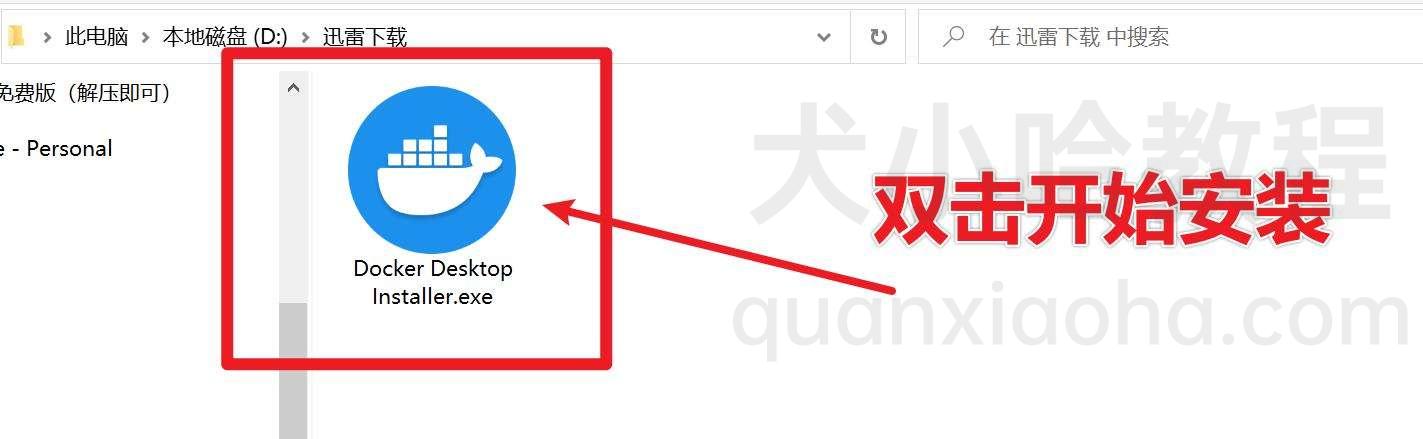 此电脑 > 本地磁盘 (D:) > 迅雷下载
在 迅雷下载 中搜索
免费版（解压即可）
e - Personal
Docker Desktop
Installer.exe
犬小哈教程
双击开始安装
quanxiaoha.com